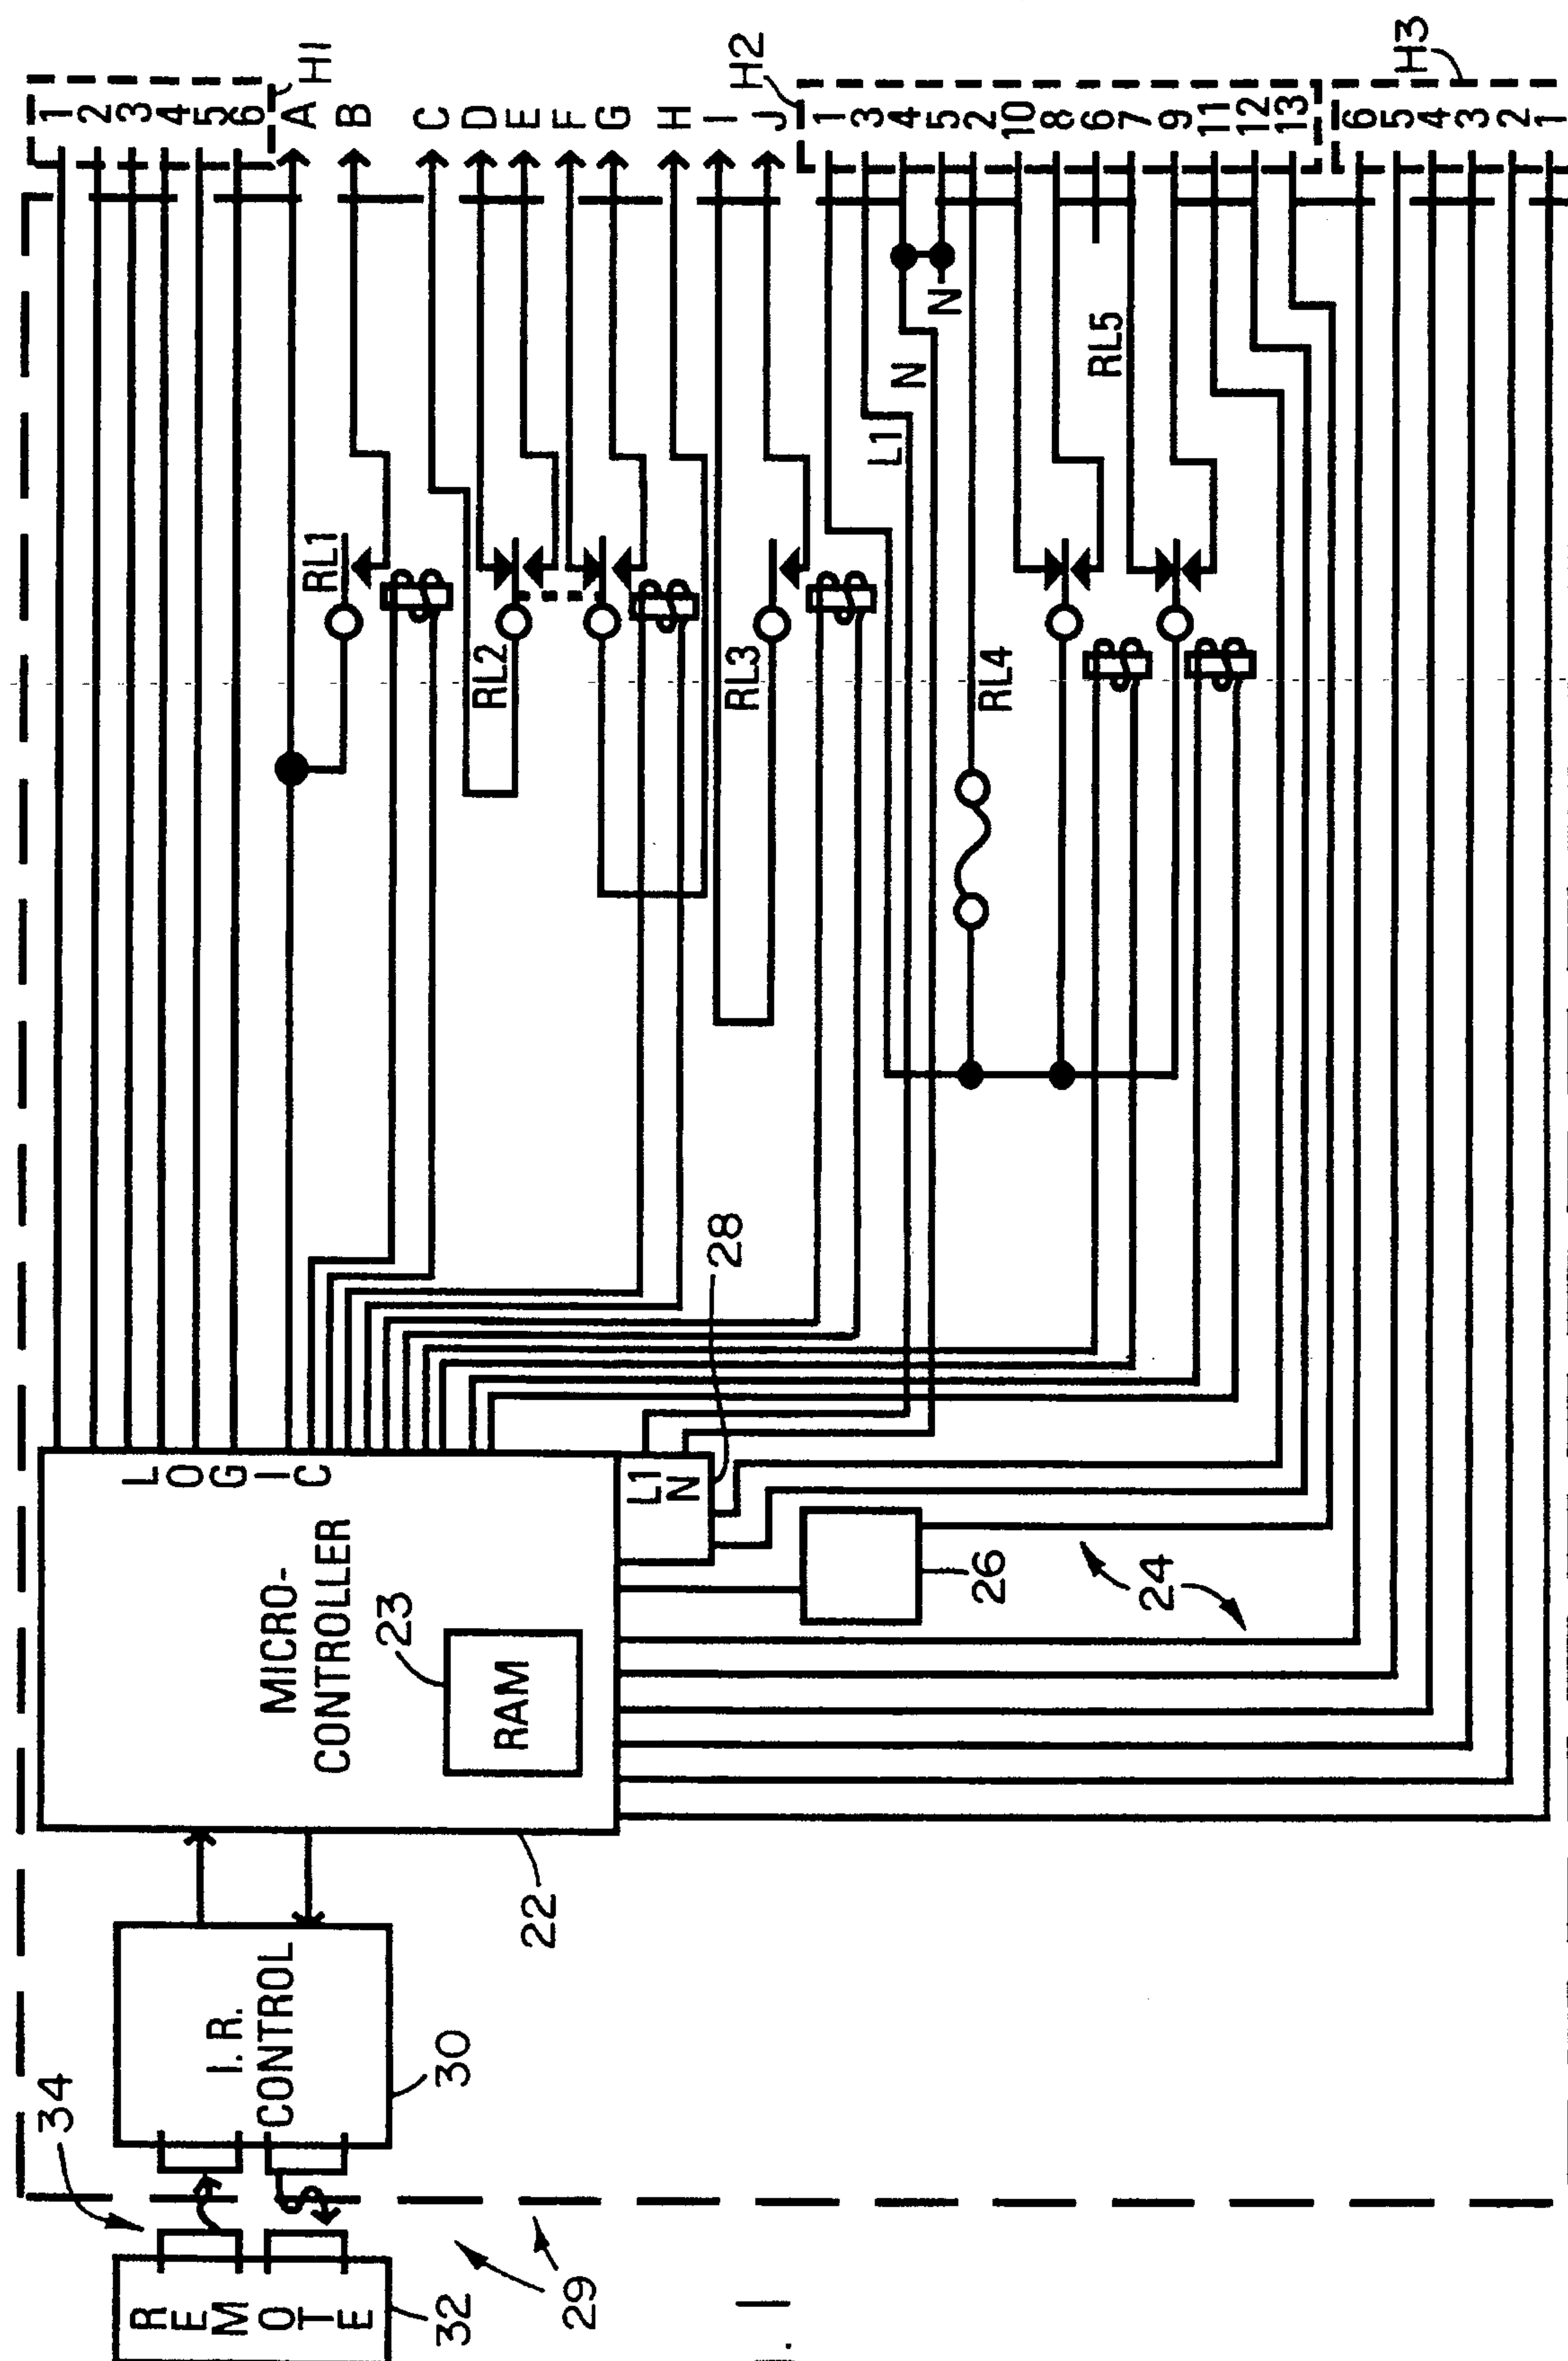 REMOTE
32
34
29
I.R.
CONTROL
30
22
MICRO-
CONTROLLER
LOGIC
23
RAM
L1
N
28
26
24
RL1
RL2
RL3
RL4
RL5
L1
N
N
H1
1
2
3
4
5
6
A
B
C
D
E
F
G
H
I
J
H2
1
3
4
5
2
10
8
6
7
9
11
12
13
H3
6
5
4
3
2
1